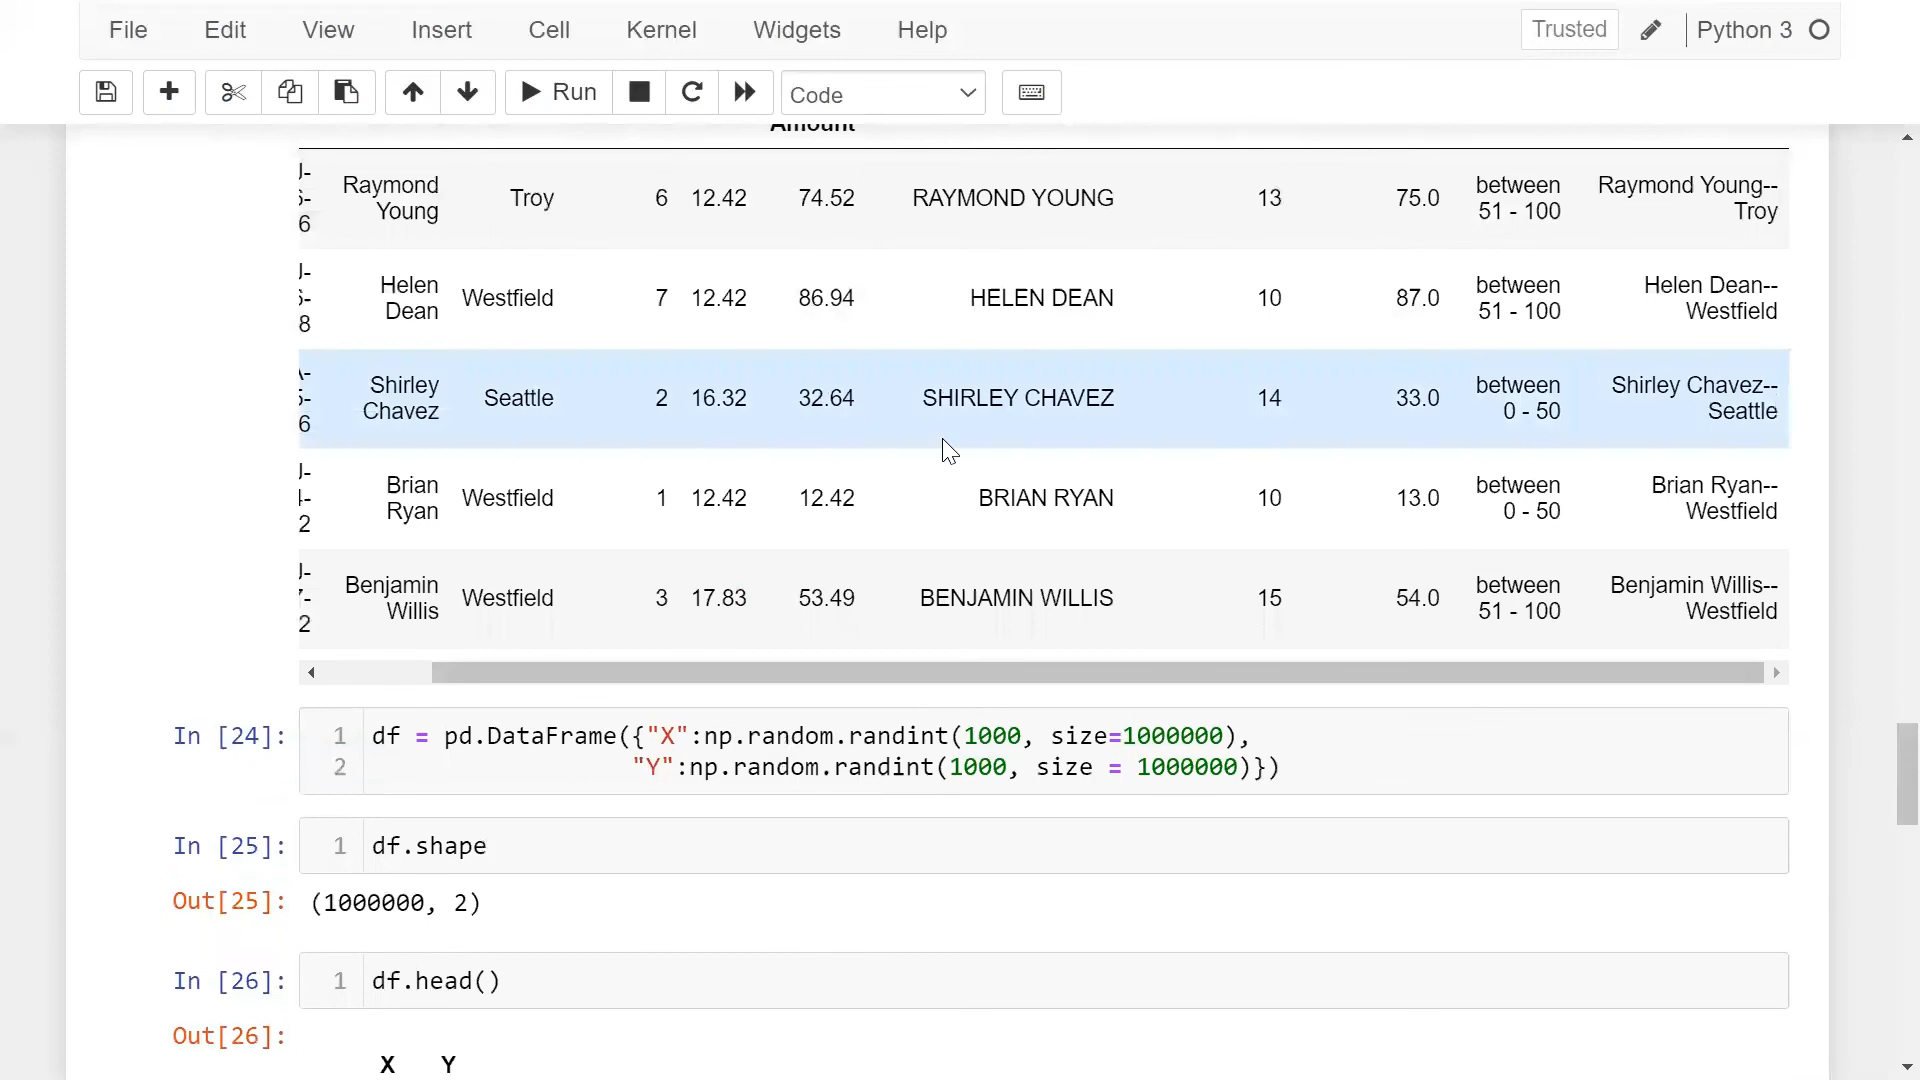 File Edit View Insert Cell Kernel Widgets Help Trusted Python 3
Run Code
Amount
J-
Raymond Young--
Raymond
Young
Troy 6 12.42 74.52 RAYMOND YOUNG 13 75.0
between
51 - 100
Troy
6
J-
Helen
Dean
Westfield 7 12.42 86.94 HELEN DEAN 10 87.0
between
51 - 100
Helen Dean--
Westfield
8
Shirley
Chavez
Seattle 2 16.32 32.64 SHIRLEY CHAVEZ 14 33.0
between
0 - 50
Shirley Chavez--
Seattle
6
J-
Brian
Ryan
Westfield 1 12.42 12.42 BRIAN RYAN 10 13.0
between
0 - 50
Brian Ryan--
Westfield
2
J-
Benjamin
Willis
Westfield 3 17.83 53.49 BENJAMIN WILLIS 15 54.0
between
51 - 100
Benjamin Willis--
Westfield
2
In [24]: 1 df = pd.DataFrame({"X":np.random.randint(1000, size=1000000),
2 "Y":np.random.randint(1000, size = 1000000)})
In [25]: 1 df.shape
Out[25]: (1000000, 2)
In [26]: 1 df.head()
Out[26]:
X Y